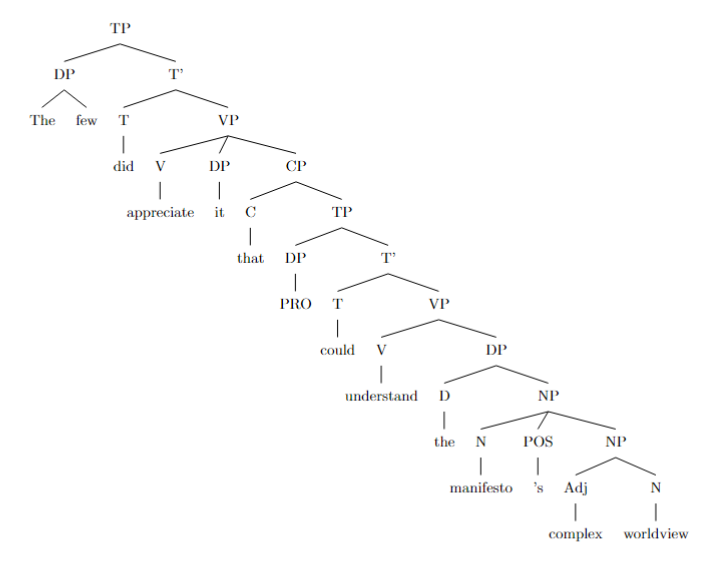 TP
DP T'
The few T VP
did V DP CP
appreciate it C TP
that DP T'
PRO T VP
could V DP
understand D NP
the N POS NP
manifesto 's Adj N
complex worldview